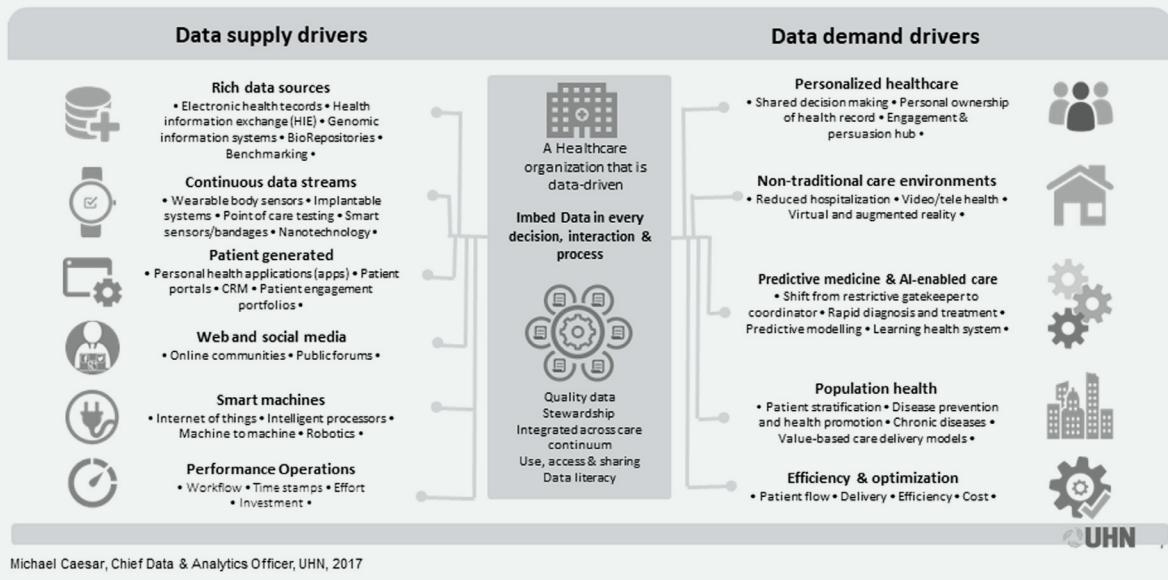 Data supply drivers
Rich data sources
• Electronic health tecords • Health
information exchange (HIE) • Genomic
information systems • BioRepositories •
Benchmarking •
Continuous data streams
• Wearable body sensors • Implantable
systems • Point of care testing • Smart
sensors/bandages • Nanotechnology •
Patient generated
• Personal health applications (apps) • Patient
portals • CRM • Patient engagement
portfolios •
Web and social media
• Online communities • Public forums •
Smart machines
• Internet of things • Intelligent processors •
Machine to machine • Robotics •
Performance Operations
• Workflow • Time stamps • Effort
• Investment •
A Healthcare
organization that is
data-driven
Imbed Data in every
decision, interaction &
process
Quality data
Stewardship
Integrated across care
continuum
Use, access & sharing
Data literacy
Data demand drivers
Personalized healthcare
• Shared decision making • Personal ownership
of health record • Engagement &
persuasion hub •
Non-traditional care environments
• Reduced hospitalization • Video/tele health •
Virtual and augmented reality •
Predictive medicine & AI-enabled care
• Shift from restrictive gatekeeper to
coordinator • Rapid diagnosis and treatment •
Predictive modelling • Learning health system •
Population health
• Patient stratification • Disease prevention
and health promotion • Chronic diseases •
Value-based care delivery models •
Efficiency & optimization
• Patient flow • Delivery • Efficiency • Cost •
UHN
Michael Caesar, Chief Data & Analytics Officer, UHN, 2017